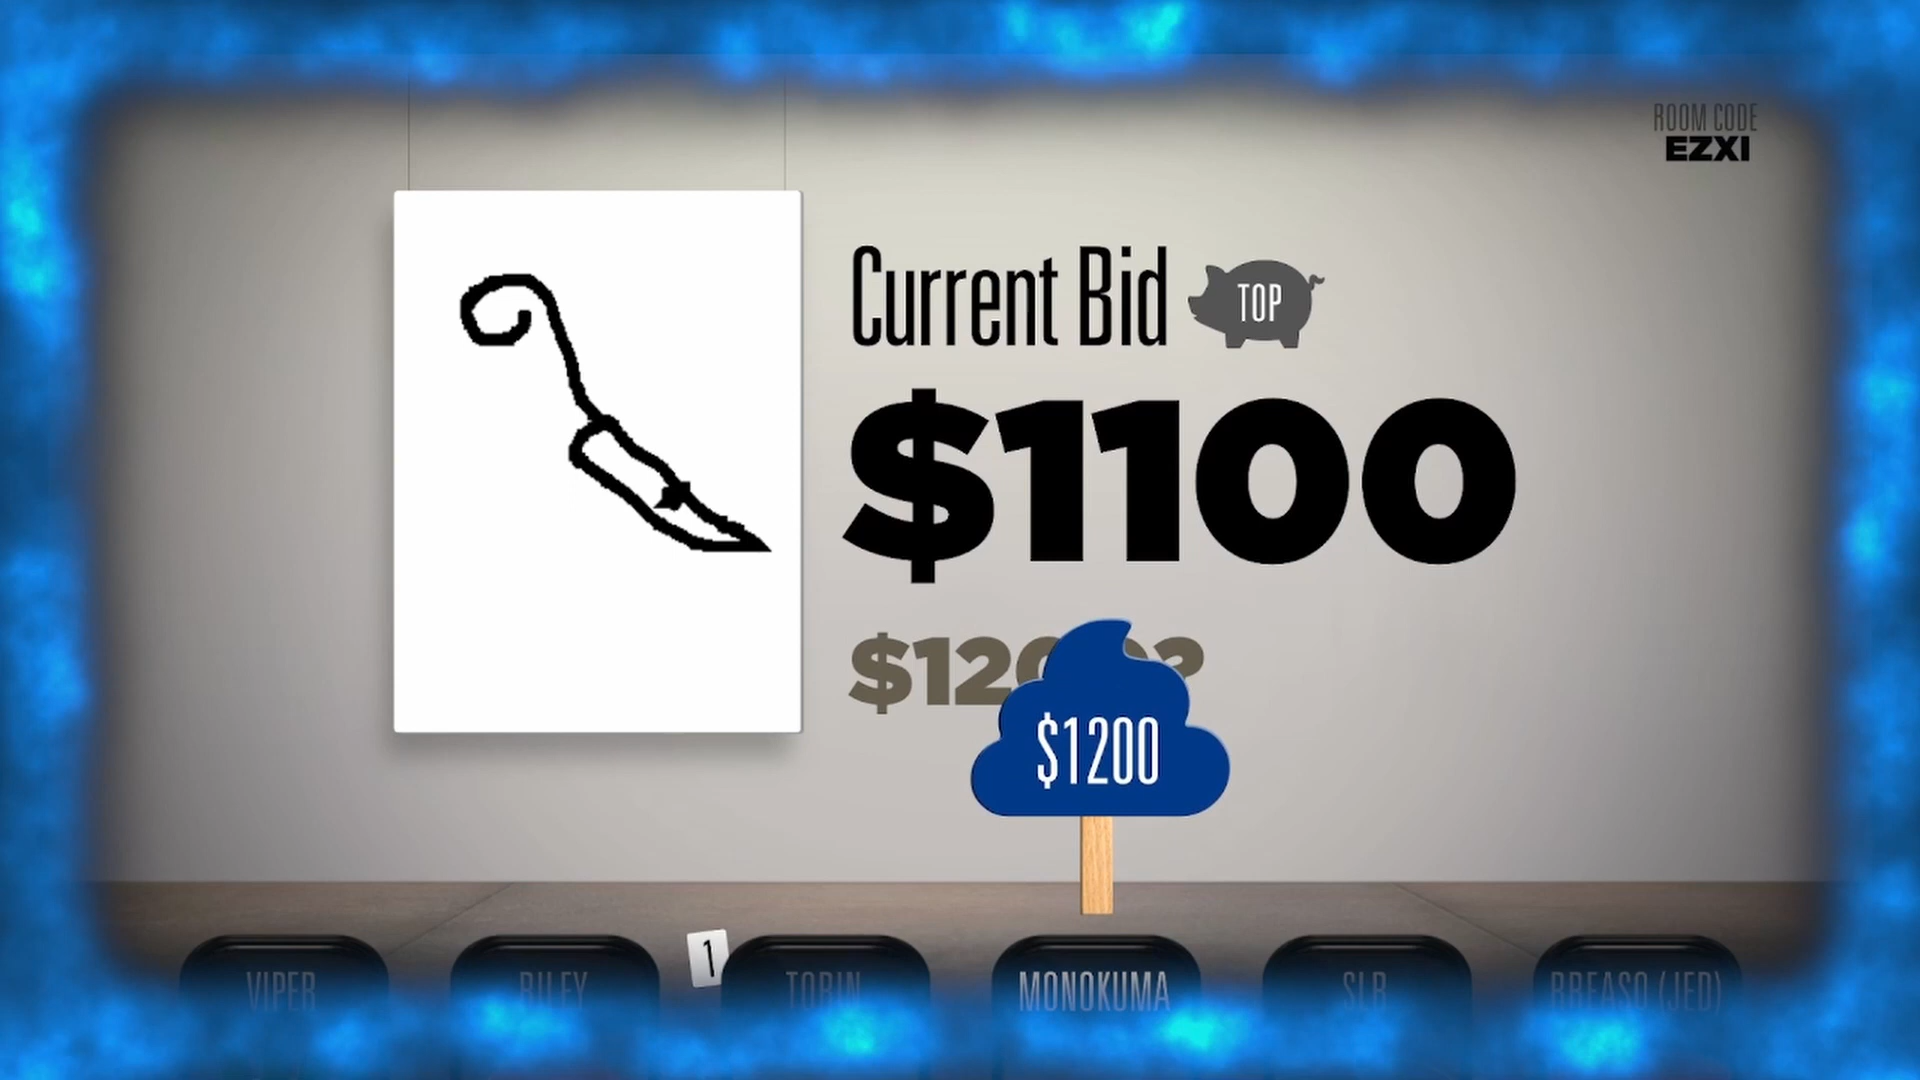 ROOM CODE
EZXI
Current Bid
TOP
$1100
$1200
VIPER
RILEY
1
TOBIN
MONOKUMA
SLB
BREASO (JED)